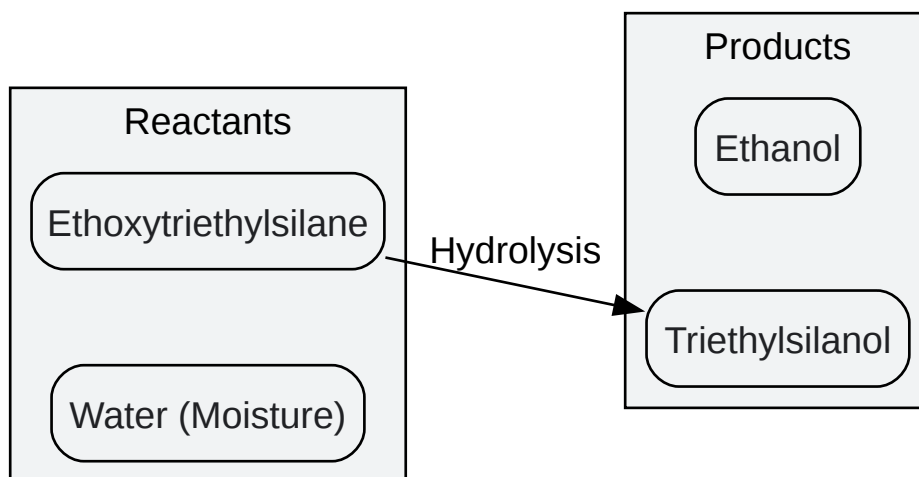 Reactants
Ethoxytriethylsilane
Water (Moisture)
Hydrolysis
Products
Ethanol
Triethylsilanol